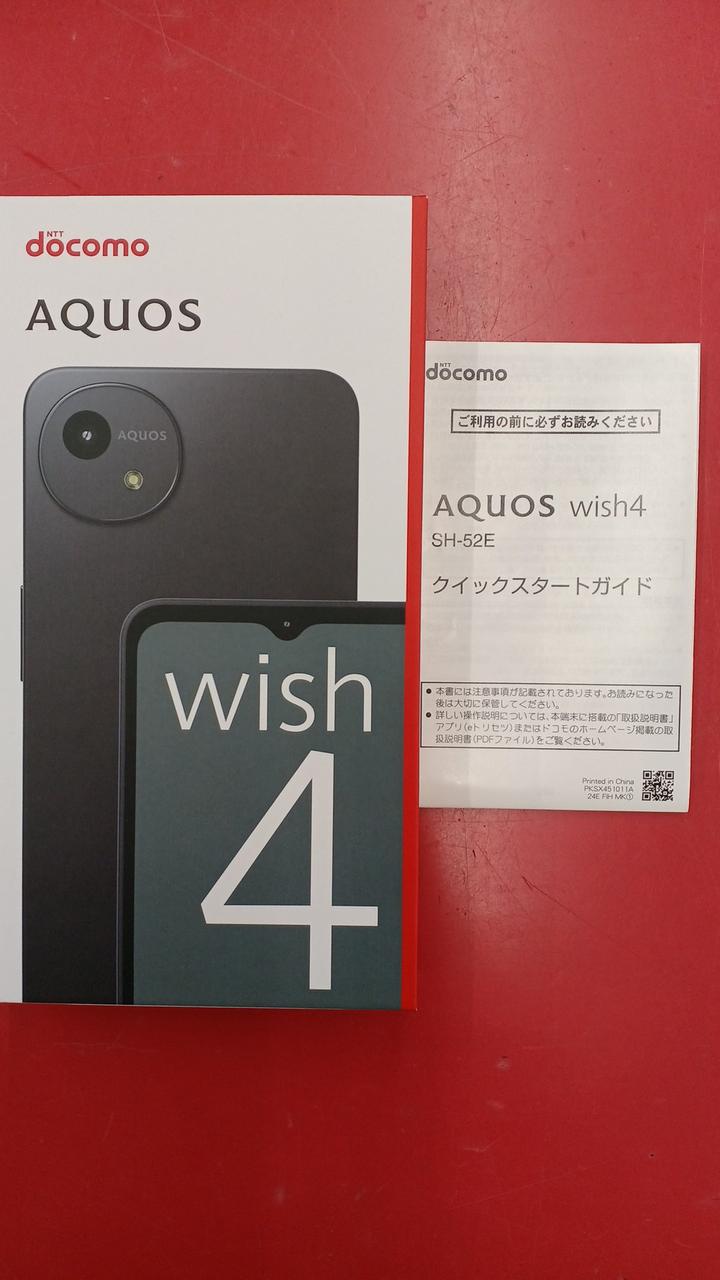 NTT
docomo
AQUOS
AQUOS
wish
4
NTT
docomo
ご利用の前に必ずお読みください
AQUOS wish4
SH-52E
クイックスタートガイド
● 本書には注意事項が記載されております。お読みになった
後は大切に保管してください。
● 詳しい操作説明については、本端末に搭載の「取扱説明書」
アプリ(eトリセツ)またはドコモのホームページ掲載の取
扱説明書(PDFファイル)をご覧ください。
Printed in China
PKSX451011A
24E FIH MK①